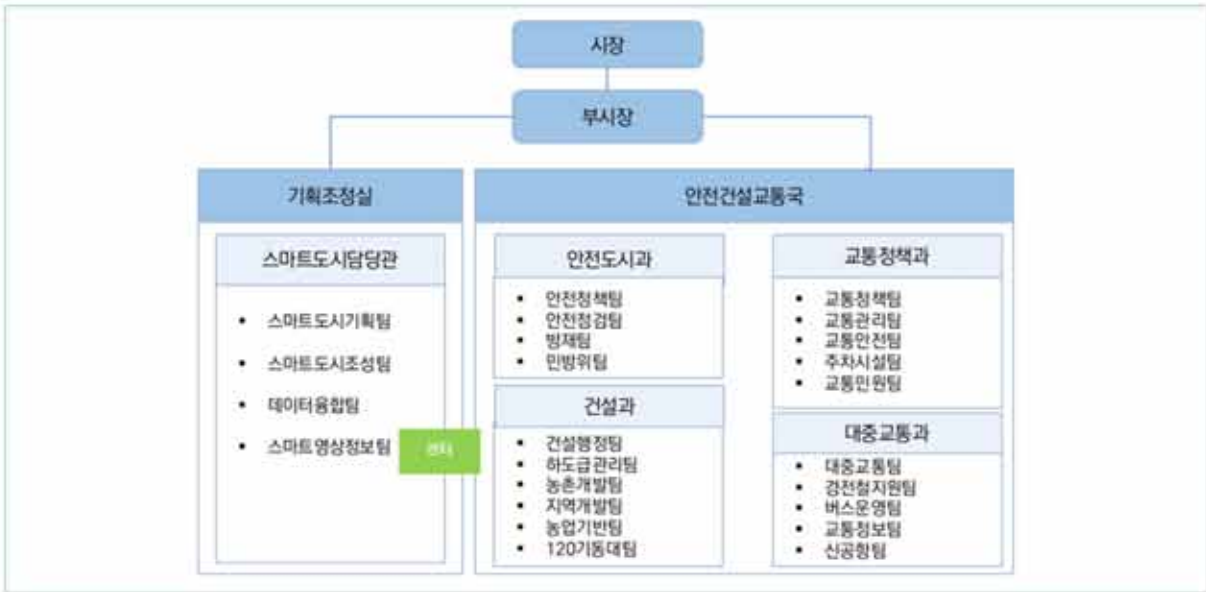 시장
부시장
기획조정실
스마트도시담당관
• 스마트도시기획팀
• 스마트도시조성팀
• 데이터융합팀
• 스마트영상정보팀
센터
안전건설교통국
안전도시과
• 안전정책팀
• 안전점검팀
• 방재팀
• 민방위팀
건설과
• 건설행정팀
• 하도급관리팀
• 농촌개발팀
• 지역개발팀
• 농업기반팀
• 120기동대팀
교통정책과
• 교통정책팀
• 교통관리팀
• 교통안전팀
• 주차시설팀
• 교통민원팀
대중교통과
• 대중교통팀
• 경전철지원팀
• 버스운영팀
• 교통정보팀
• 신공항팀